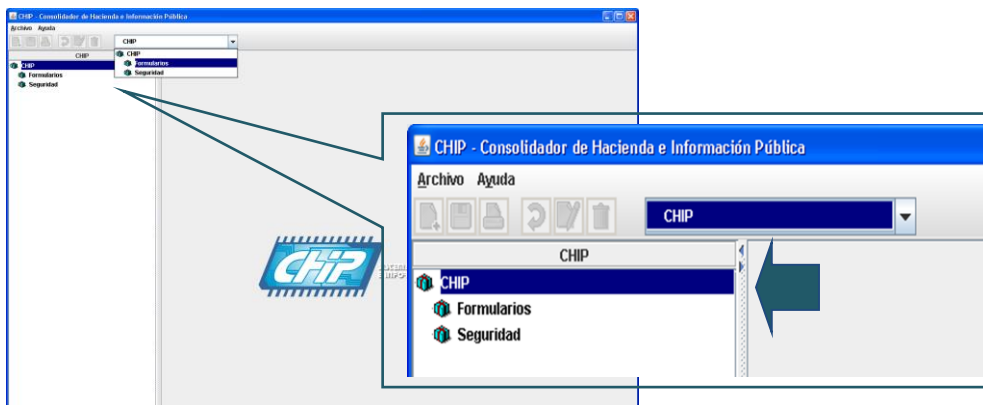 CHIP - Consolidador de Hacienda e Información Pública
Archivo Ayuda
CHIP
CHIP
CHIP
CHIP
Formularios
Formularios
Seguridad
Seguridad
CHIP
CHIP - Consolidador de Hacienda e Información Pública
Archivo Ayuda
CHIP
CHIP
CHIP
Formularios
Seguridad